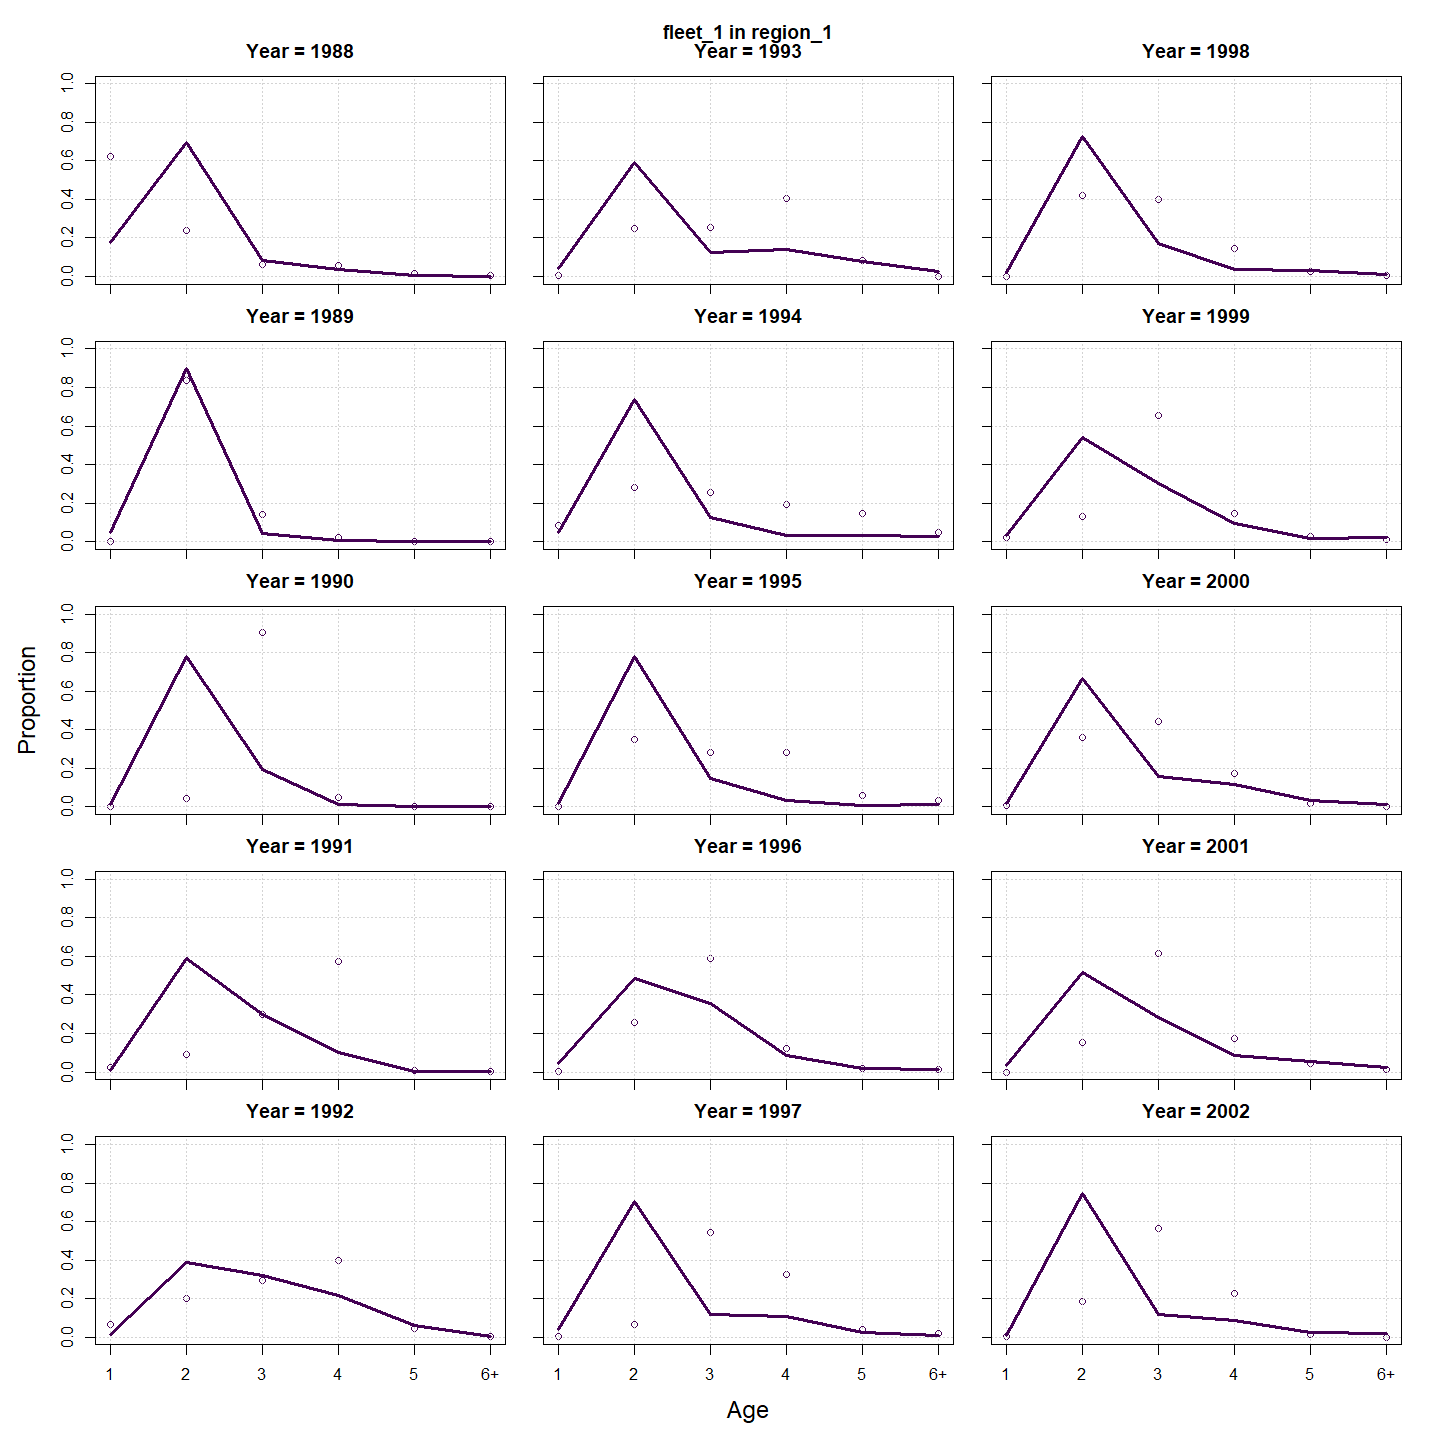 fleet_1 in region_1
Year = 1988 Year = 1993 Year = 1998
0.0 0.2 0.4 0.6 0.8 1.0
Year = 1989 Year = 1994 Year = 1999
0.0 0.2 0.4 0.6 0.8 1.0
Year = 1990 Year = 1995 Year = 2000
0.0 0.2 0.4 0.6 0.8 1.0
Proportion
Year = 1991 Year = 1996 Year = 2001
0.0 0.2 0.4 0.6 0.8 1.0
Year = 1992 Year = 1997 Year = 2002
0.0 0.2 0.4 0.6 0.8 1.0
1 2 3 4 5 6+ 1 2 3 4 5 6+ 1 2 3 4 5 6+
Age